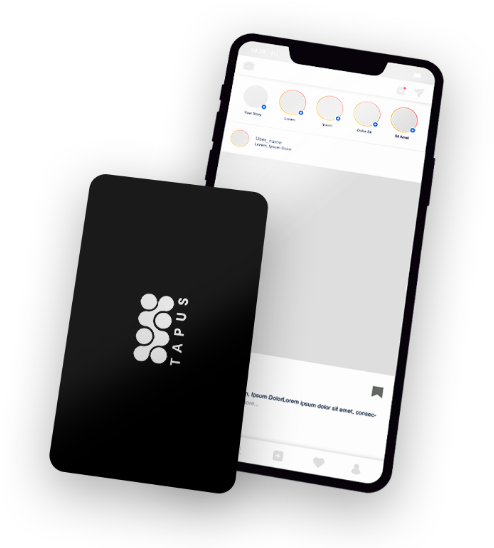 Your Story
Lorem
Ipsum
Dolor Sit
Sit Amet
User_name
Lorem, Ipsum Dolor
TAPUS
, Ipsum DolorLorem ipsum dolor sit amet, consec-